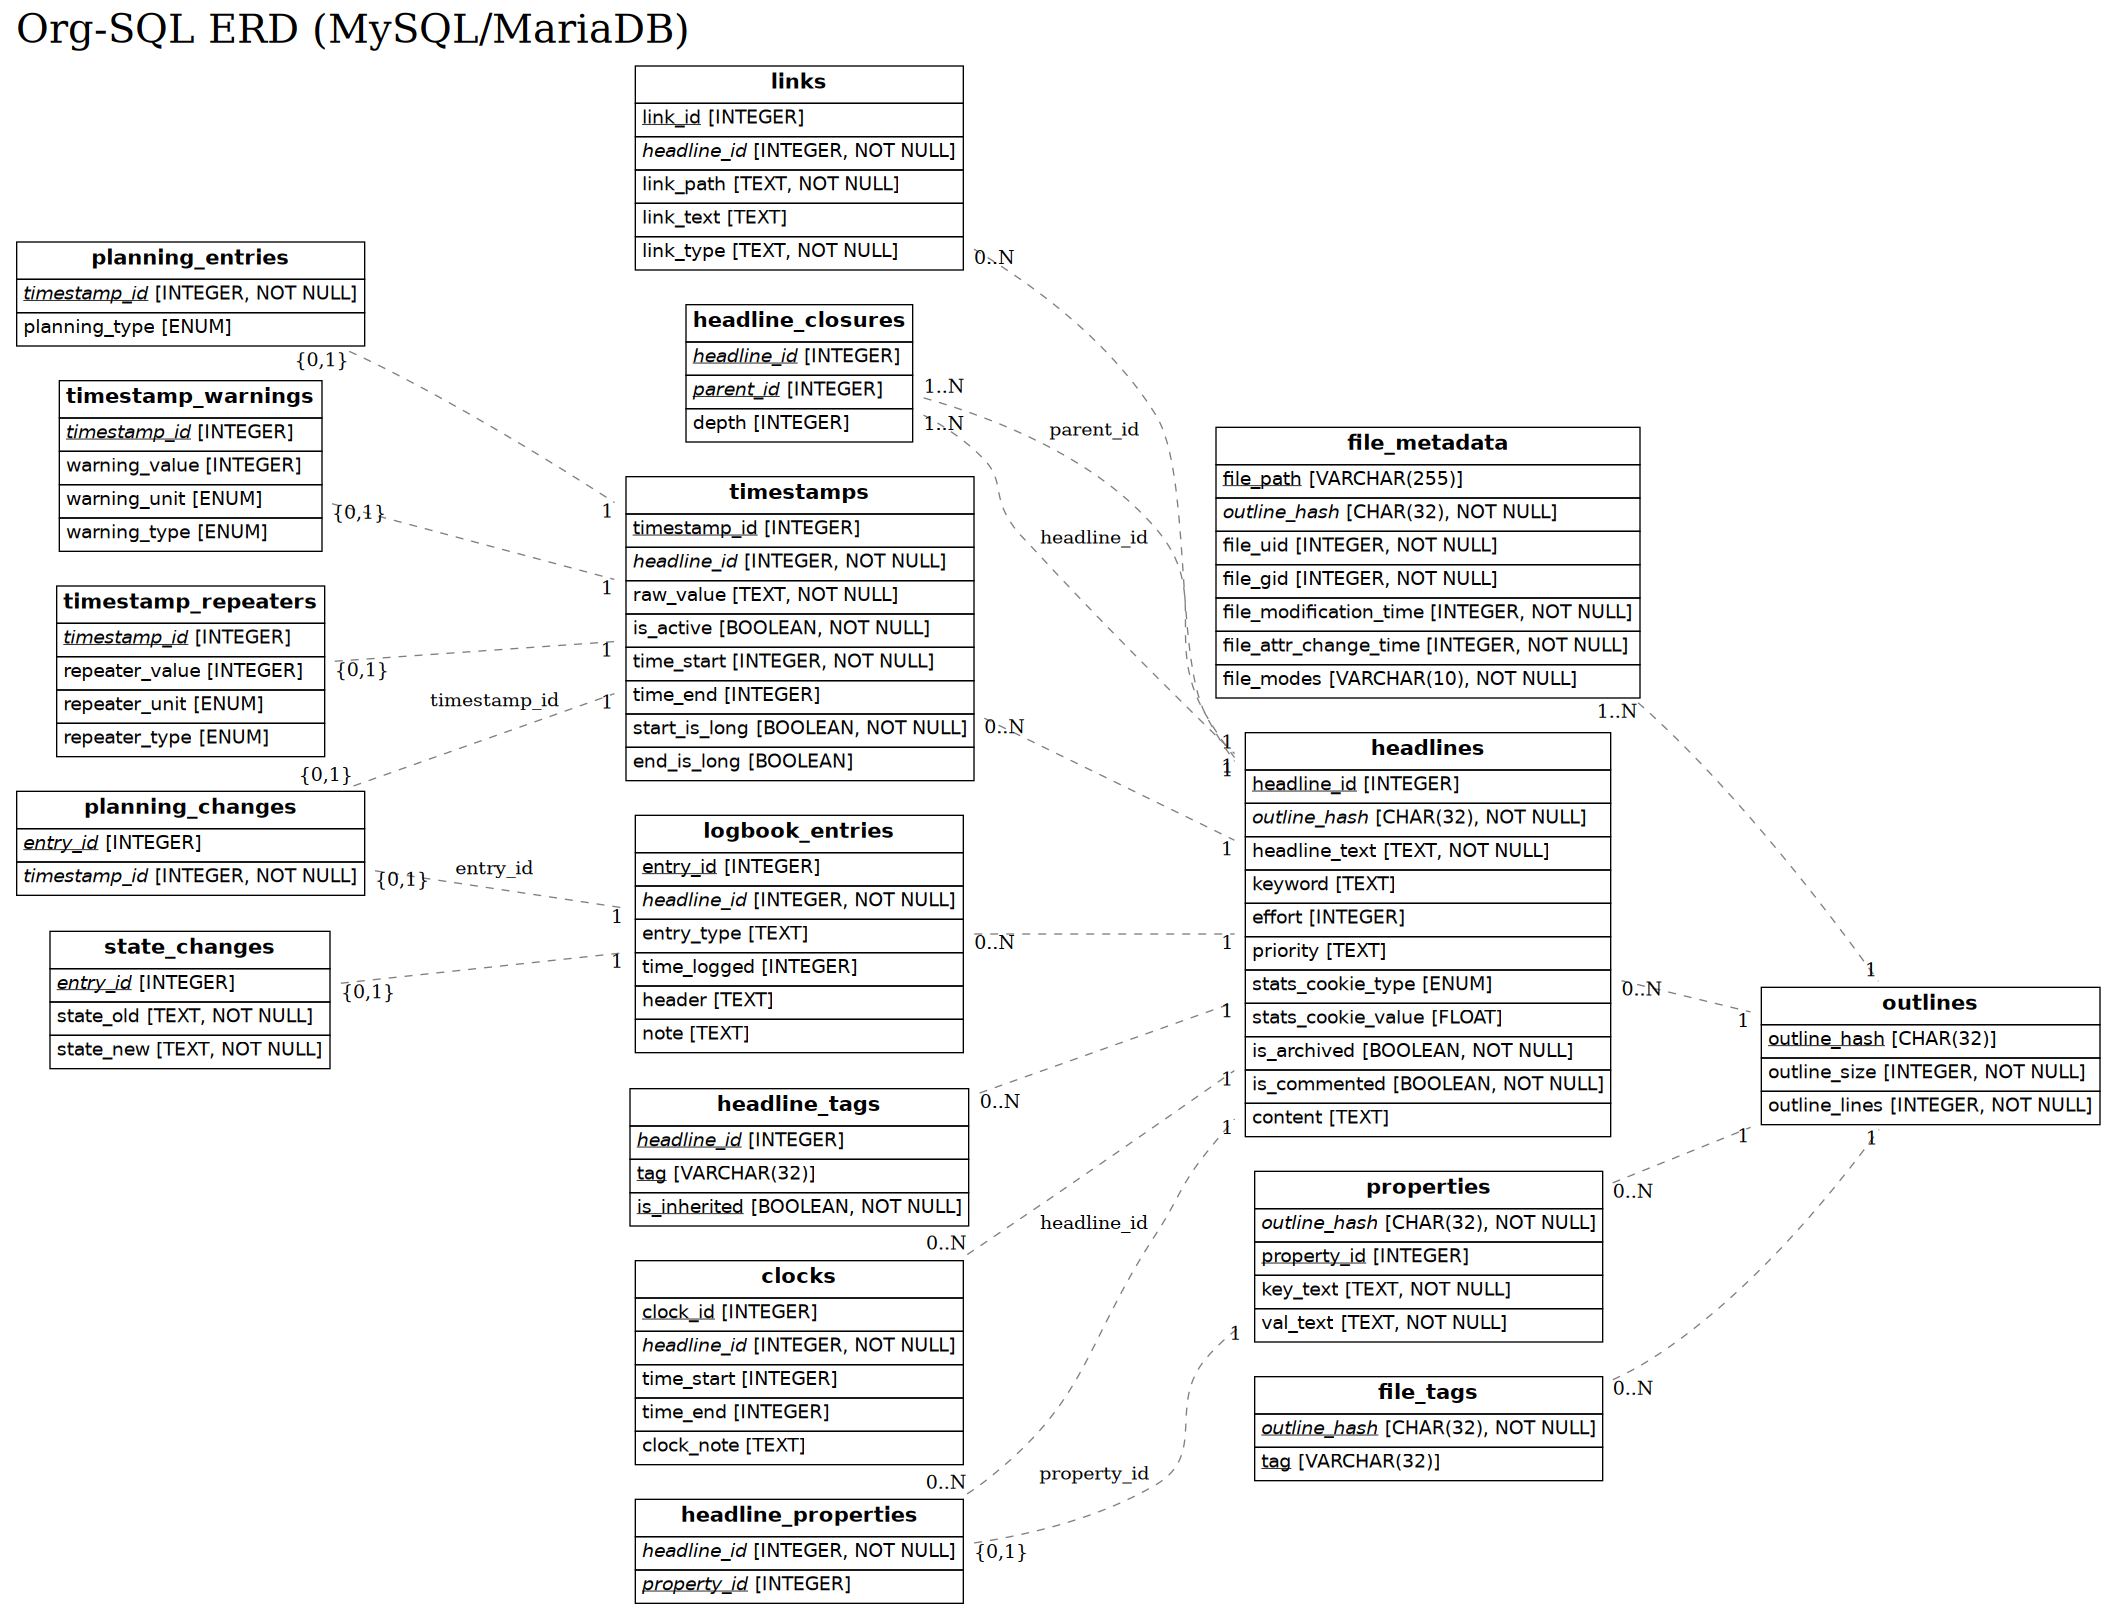 Org-SQL ERD (MySQL/MariaDB)
links
link_id [INTEGER]
headline_id [INTEGER, NOT NULL]
link_path [TEXT, NOT NULL]
link_text [TEXT]
link_type [TEXT, NOT NULL]
0..N
planning_entries
timestamp_id [INTEGER, NOT NULL]
planning_type [ENUM]
{0,1}
timestamp_warnings
timestamp_id [INTEGER]
warning_value [INTEGER]
warning_unit [ENUM]
warning_type [ENUM]
{0,1}
timestamp_repeaters
timestamp_id [INTEGER]
repeater_value [INTEGER]
repeater_unit [ENUM]
repeater_type [ENUM]
{0,1}
timestamp_id
{0,1}
planning_changes
entry_id [INTEGER]
timestamp_id [INTEGER, NOT NULL]
{0,1}
entry_id
state_changes
entry_id [INTEGER]
state_old [TEXT, NOT NULL]
state_new [TEXT, NOT NULL]
{0,1}
headline_closures
headline_id [INTEGER]
parent_id [INTEGER]
depth [INTEGER]
1..N
1..N
parent_id
headline_id
timestamps
timestamp_id [INTEGER]
headline_id [INTEGER, NOT NULL]
raw_value [TEXT, NOT NULL]
is_active [BOOLEAN, NOT NULL]
time_start [INTEGER, NOT NULL]
time_end [INTEGER]
start_is_long [BOOLEAN, NOT NULL]
end_is_long [BOOLEAN]
1
1
1
1
0..N
logbook_entries
entry_id [INTEGER]
headline_id [INTEGER, NOT NULL]
entry_type [TEXT]
time_logged [INTEGER]
header [TEXT]
note [TEXT]
1
1
0..N
headline_tags
headline_id [INTEGER]
tag [VARCHAR(32)]
is_inherited [BOOLEAN, NOT NULL]
0..N
0..N
clocks
clock_id [INTEGER]
headline_id [INTEGER, NOT NULL]
time_start [INTEGER]
time_end [INTEGER]
clock_note [TEXT]
headline_id
0..N
headline_properties
headline_id [INTEGER, NOT NULL]
property_id [INTEGER]
{0,1}
property_id
file_metadata
file_path [VARCHAR(255)]
outline_hash [CHAR(32), NOT NULL]
file_uid [INTEGER, NOT NULL]
file_gid [INTEGER, NOT NULL]
file_modification_time [INTEGER, NOT NULL]
file_attr_change_time [INTEGER, NOT NULL]
file_modes [VARCHAR(10), NOT NULL]
1..N
headlines
headline_id [INTEGER]
outline_hash [CHAR(32), NOT NULL]
headline_text [TEXT, NOT NULL]
keyword [TEXT]
effort [INTEGER]
priority [TEXT]
stats_cookie_type [ENUM]
stats_cookie_value [FLOAT]
is_archived [BOOLEAN, NOT NULL]
is_commented [BOOLEAN, NOT NULL]
content [TEXT]
1
1
1
1
1
1
1
1
0..N
properties
outline_hash [CHAR(32), NOT NULL]
property_id [INTEGER]
key_text [TEXT, NOT NULL]
val_text [TEXT, NOT NULL]
1
0..N
file_tags
outline_hash [CHAR(32), NOT NULL]
tag [VARCHAR(32)]
0..N
outlines
outline_hash [CHAR(32)]
outline_size [INTEGER, NOT NULL]
outline_lines [INTEGER, NOT NULL]
1
1
1
1